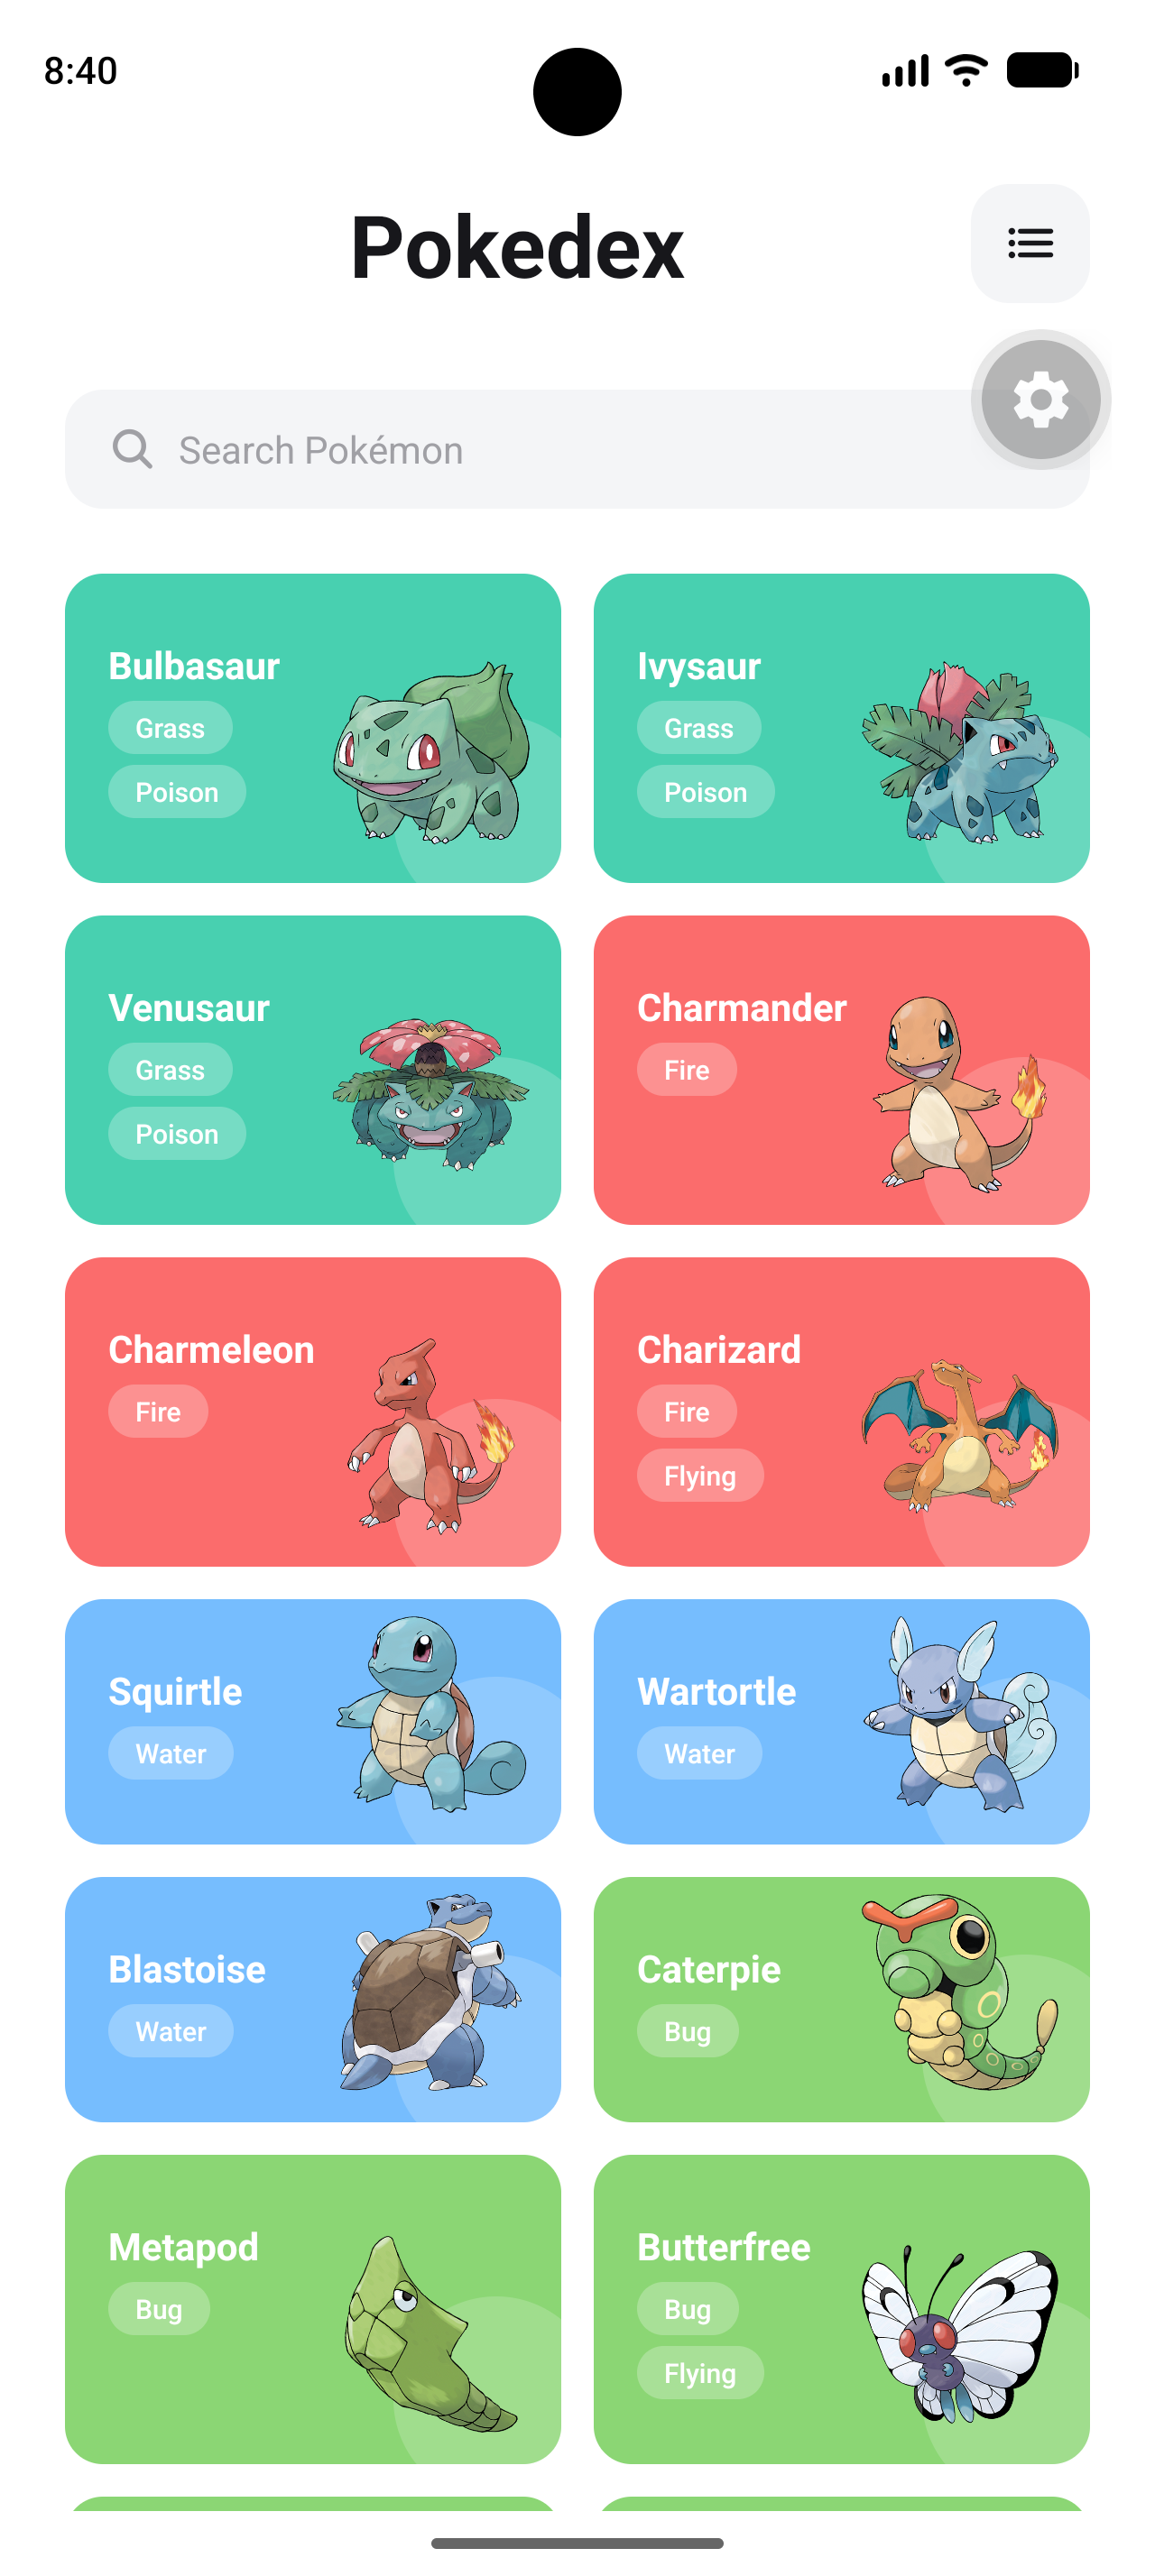 8:40
Pokedex
Search Pokémon
Bulbasaur
Grass
Poison
Ivysaur
Grass
Poison
Venusaur
Grass
Poison
Charmander
Fire
Charmeleon
Fire
Charizard
Fire
Flying
Squirtle
Water
Wartortle
Water
Blastoise
Water
Caterpie
Bug
Metapod
Bug
Butterfree
Bug
Flying